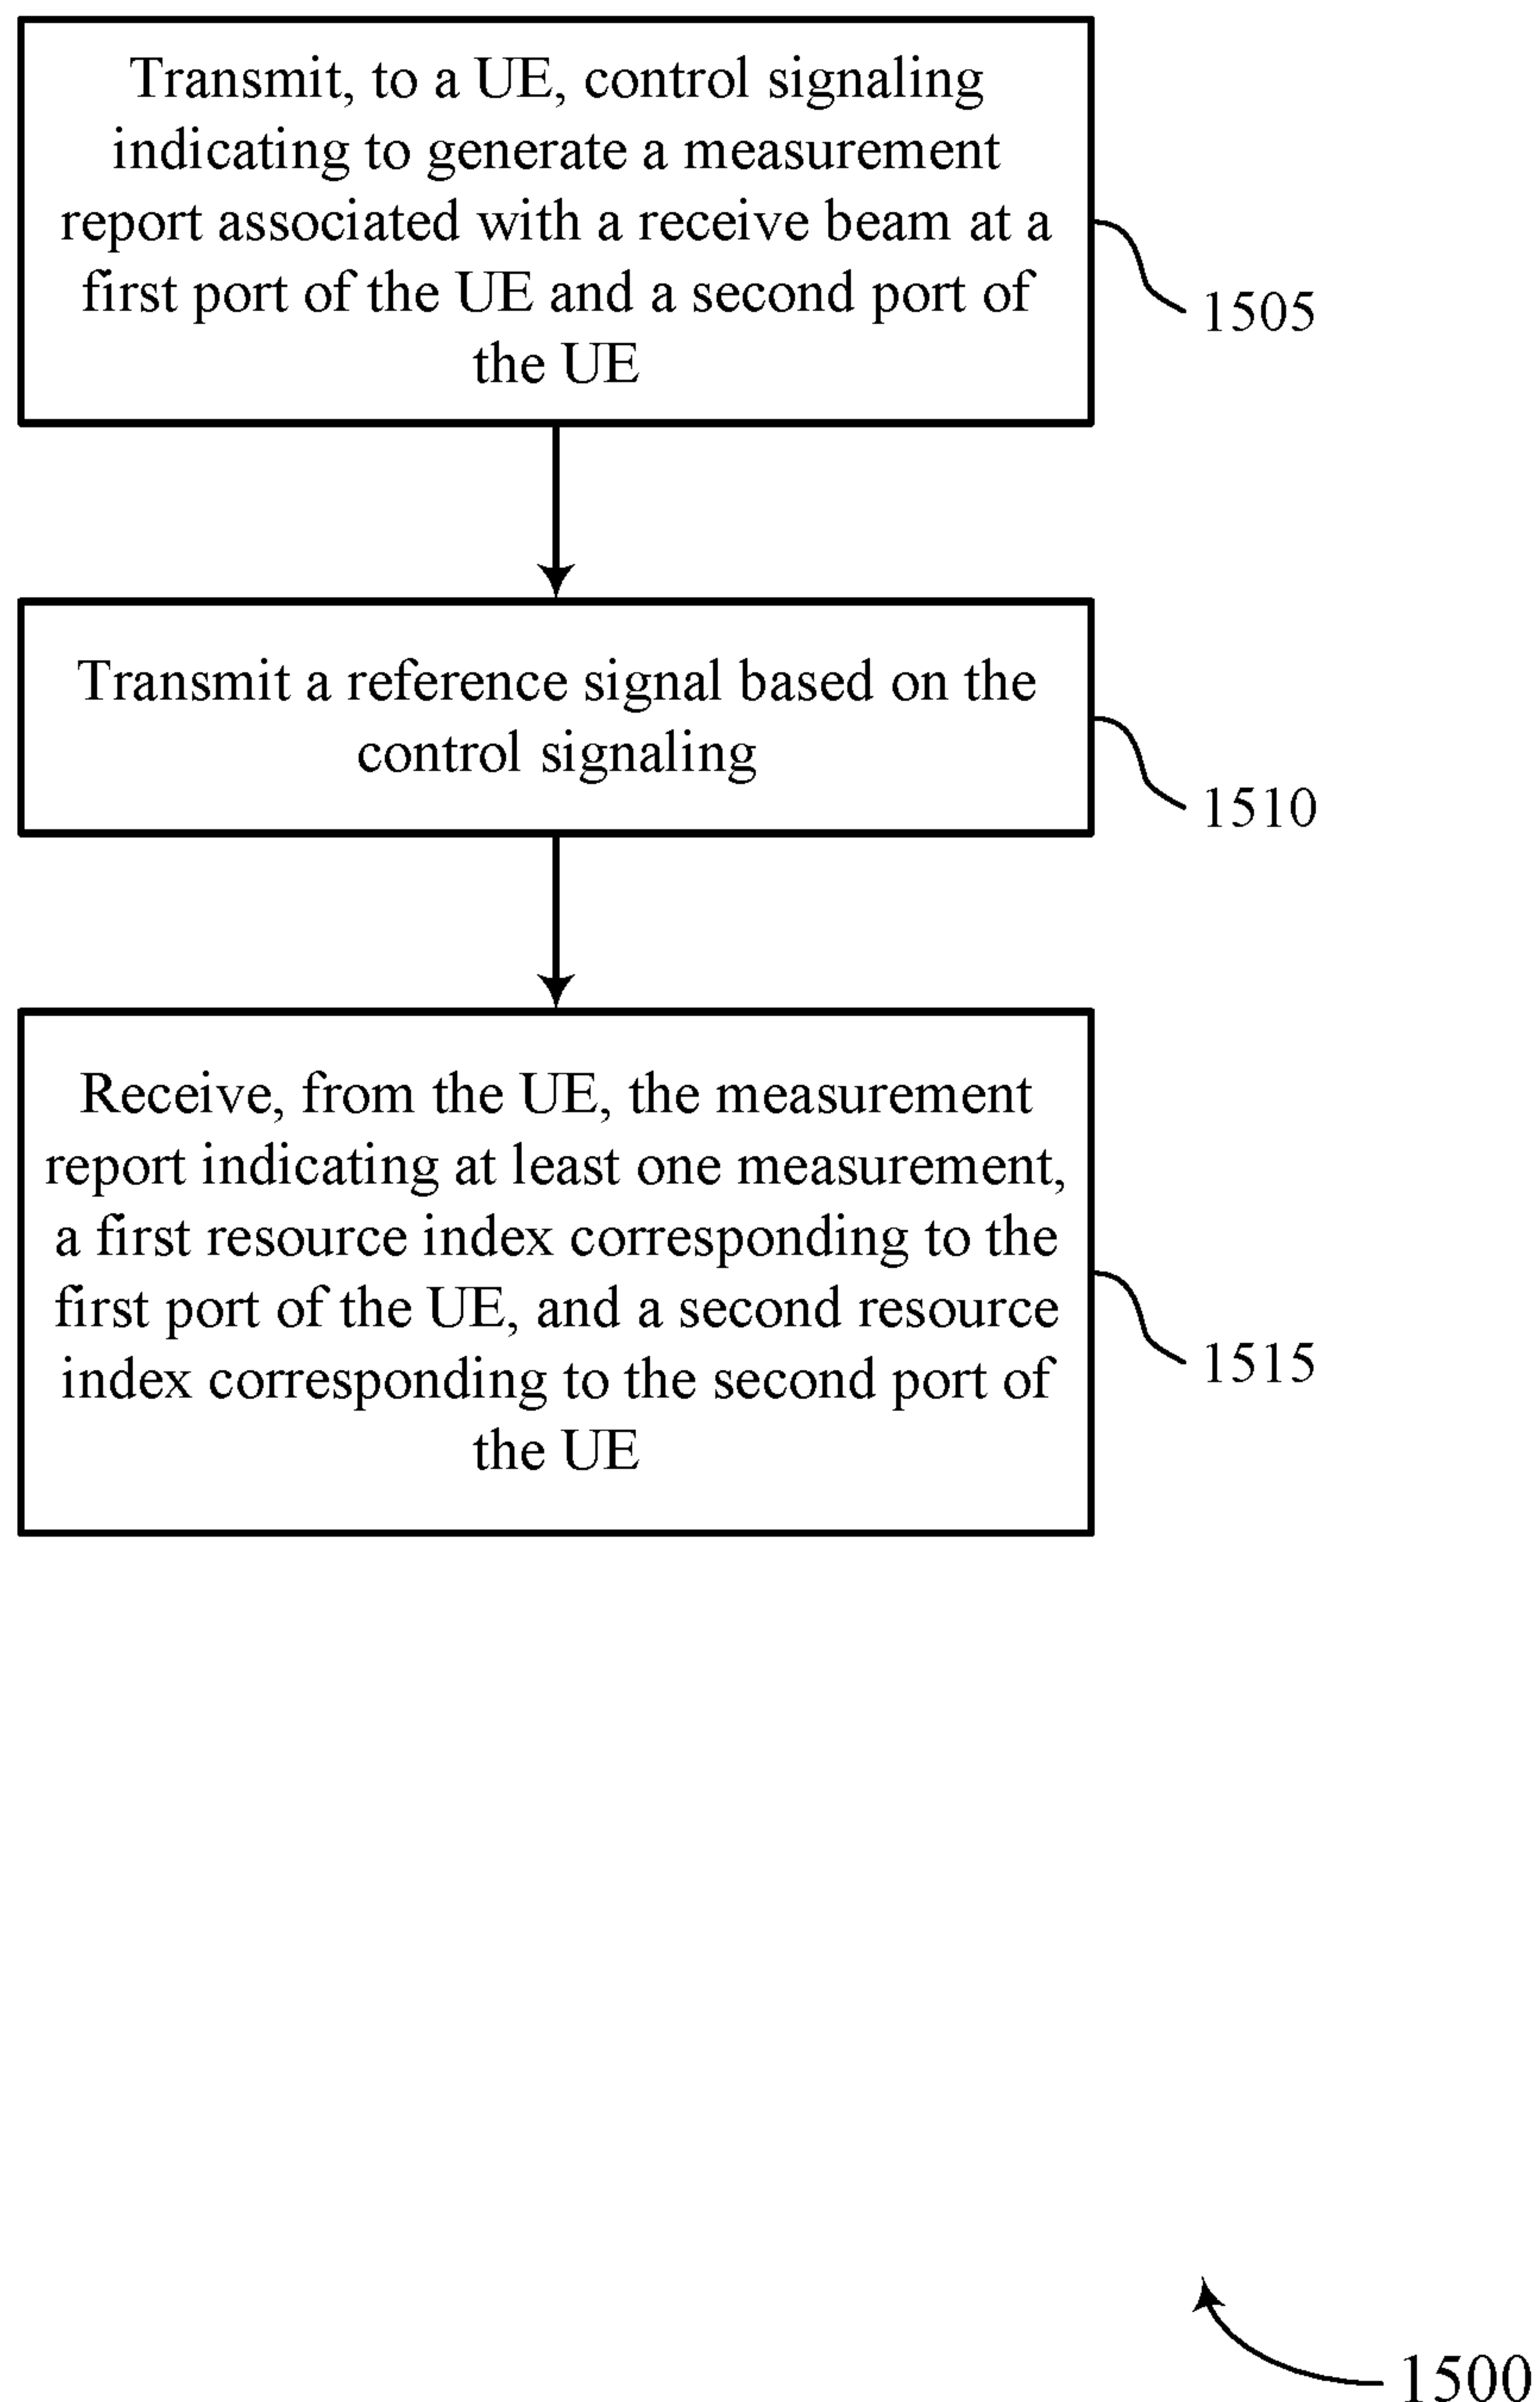 Transmit, to a UE, control signaling
indicating to generate a measurement
report associated with a receive beam at a
first port of the UE and a second port of
the UE
1505
Transmit a reference signal based on the
control signaling
1510
Receive, from the UE, the measurement
report indicating at least one measurement,
a first resource index corresponding to the
first port of the UE, and a second resource
index corresponding to the second port of
the UE
1515
1500